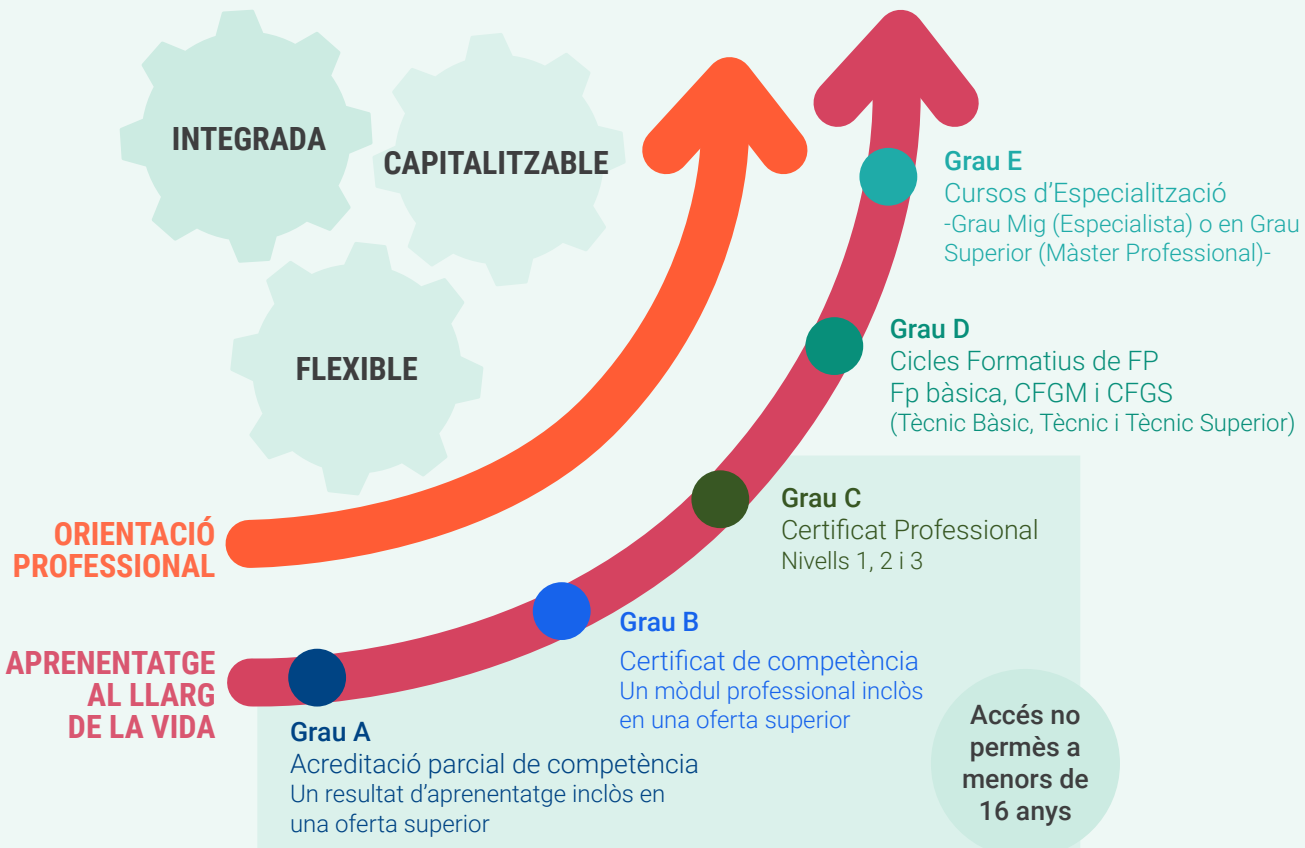 INTEGRADA
CAPITALITZABLE
FLEXIBLE
ORIENTACIÓ
PROFESSIONAL
APRENENTATGE
AL LLARG
DE LA VIDA
Grau A
Acreditació parcial de competència
Un resultat d’aprenentatge inclòs en
una oferta superior
Grau B
Certificat de competència
Un mòdul professional inclòs
en una oferta superior
Grau C
Certificat Professional
Nivells 1, 2 i 3
Grau D
Cicles Formatius de FP
Fp bàsica, CFGM i CFGS
(Tècnic Bàsic, Tècnic i Tècnic Superior)
Grau E
Cursos d’Especialització
-Grau Mig (Especialista) o en Grau
Superior (Màster Professional)-
Accés no
permès a
menors de
16 anys